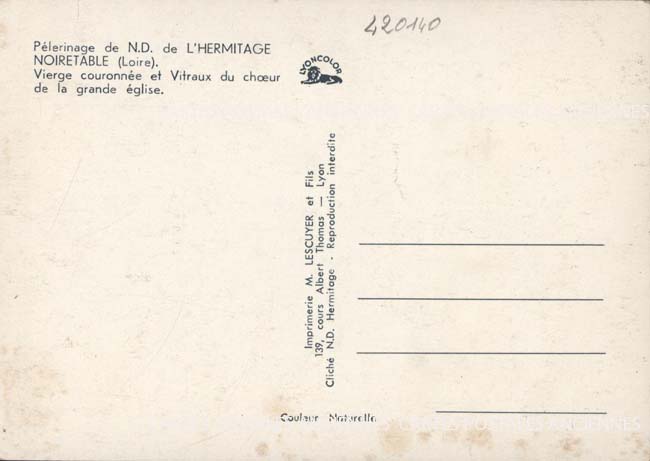 420140
Pélerinage de N.D. de L'HERMITAGE
NOIRETABLE (Loire).
Vierge couronnée et Vitraux du chœur
de la grande église.
LYONCOLOR
Imprimerie M. LESCUYER et Fils
139, cours Albert Thomas — Lyon
Cliché N.D. Hermitage - Reproduction interdite
Couleur Naturelle